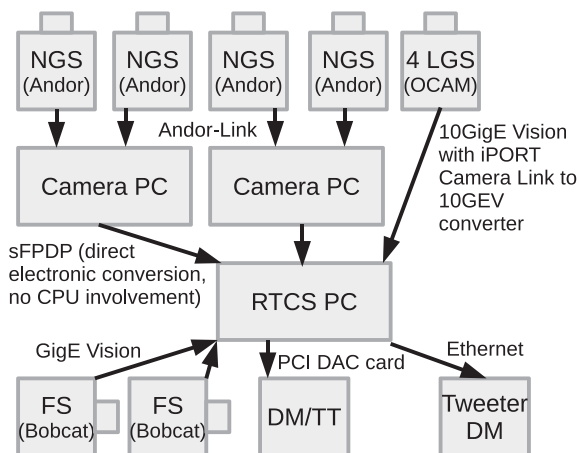 NGS
(Andor)
NGS
(Andor)
NGS
(Andor)
NGS
(Andor)
4 LGS
(OCAM)
Andor-Link
10GigE Vision
with iPORT
Camera Link to
10GEV
converter
Camera PC
Camera PC
sFPDP (direct
electronic conversion,
no CPU involvement)
RTCS PC
GigE Vision
PCI DAC card
Ethernet
FS
(Bobcat)
FS
(Bobcat)
DM/TT
Tweeter
DM